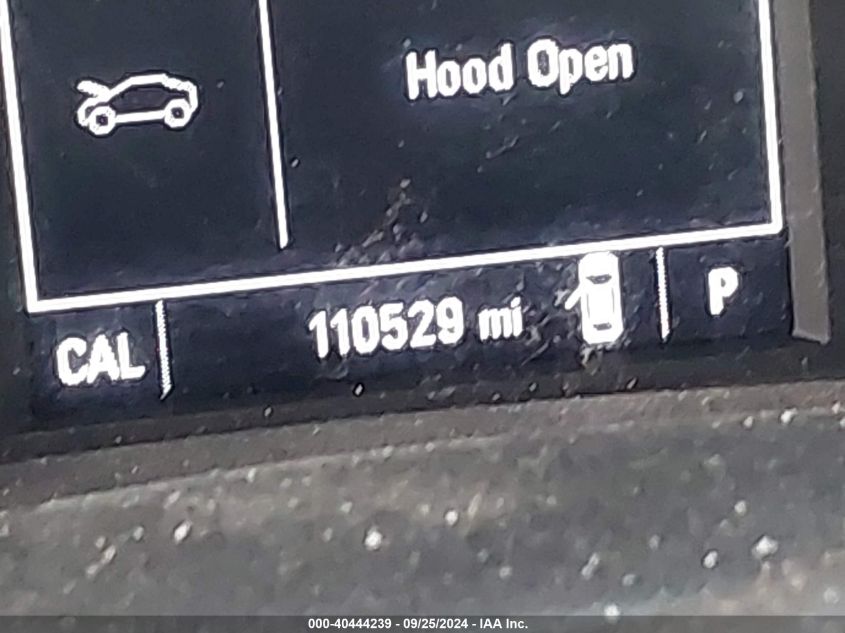 Hood Open
CAL 110529 mi P
000-40444239 - 09/25/2024 - IAA Inc.